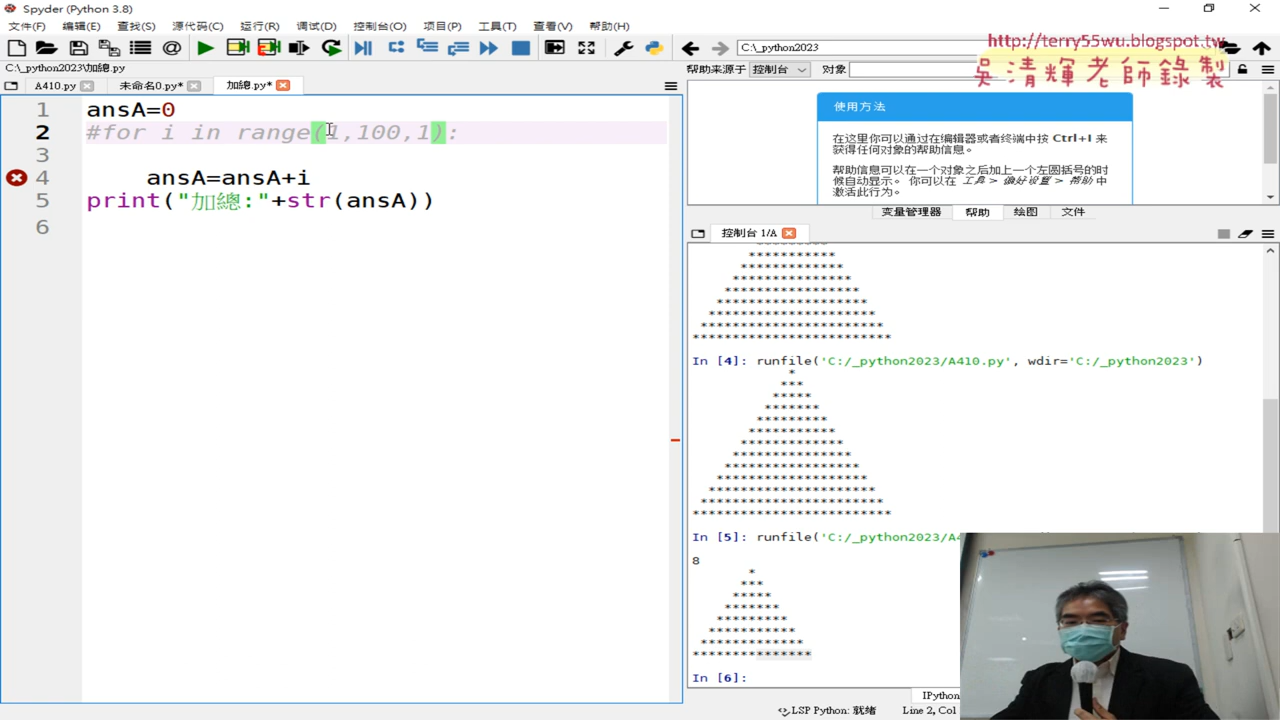 Spyder (Python 3.8)
文件(F) 编辑(E) 查找(S) 源代码(C) 运行(R) 调试(D) 控制台(O) 项目(P) 工具(T) 查看(V) 帮助(H)
C:\_python2023
http://terry55wu.blogspot.tw
吳清輝老師錄製
C:\_python2023\加總.py
A410.py
未命名0.py*
加總.py*
帮助来源于 控制台 对象
1 ansA=0
2 #for i in range(1,100,1):
3
4 ansA=ansA+i
5 print("加總:"+str(ansA))
6
使用方法
在这里你可以通过在编辑器或者终端中按 Ctrl+I 来
获得任何对象的帮助信息。
帮助信息可以在一个对象之后加上一个左圆括号的时
候自动显示。 你可以在 工具 > 偏好设置 > 帮助 中
激活此行为。
变量管理器 帮助 绘图 文件
控制台 1/A
***********
*************
***************
*****************
*******************
*********************
***********************
*************************
In [4]: runfile('C:/_python2023/A410.py', wdir='C:/_python2023')
*
***
*****
*******
*********
***********
*************
***************
*****************
*******************
*********************
***********************
*************************
In [5]: runfile('C:/_python2023/A4
8
*
***
*****
*******
*********
***********
*************
***************
In [6]:
IPython
LSP Python: 就绪
Line 2, Col